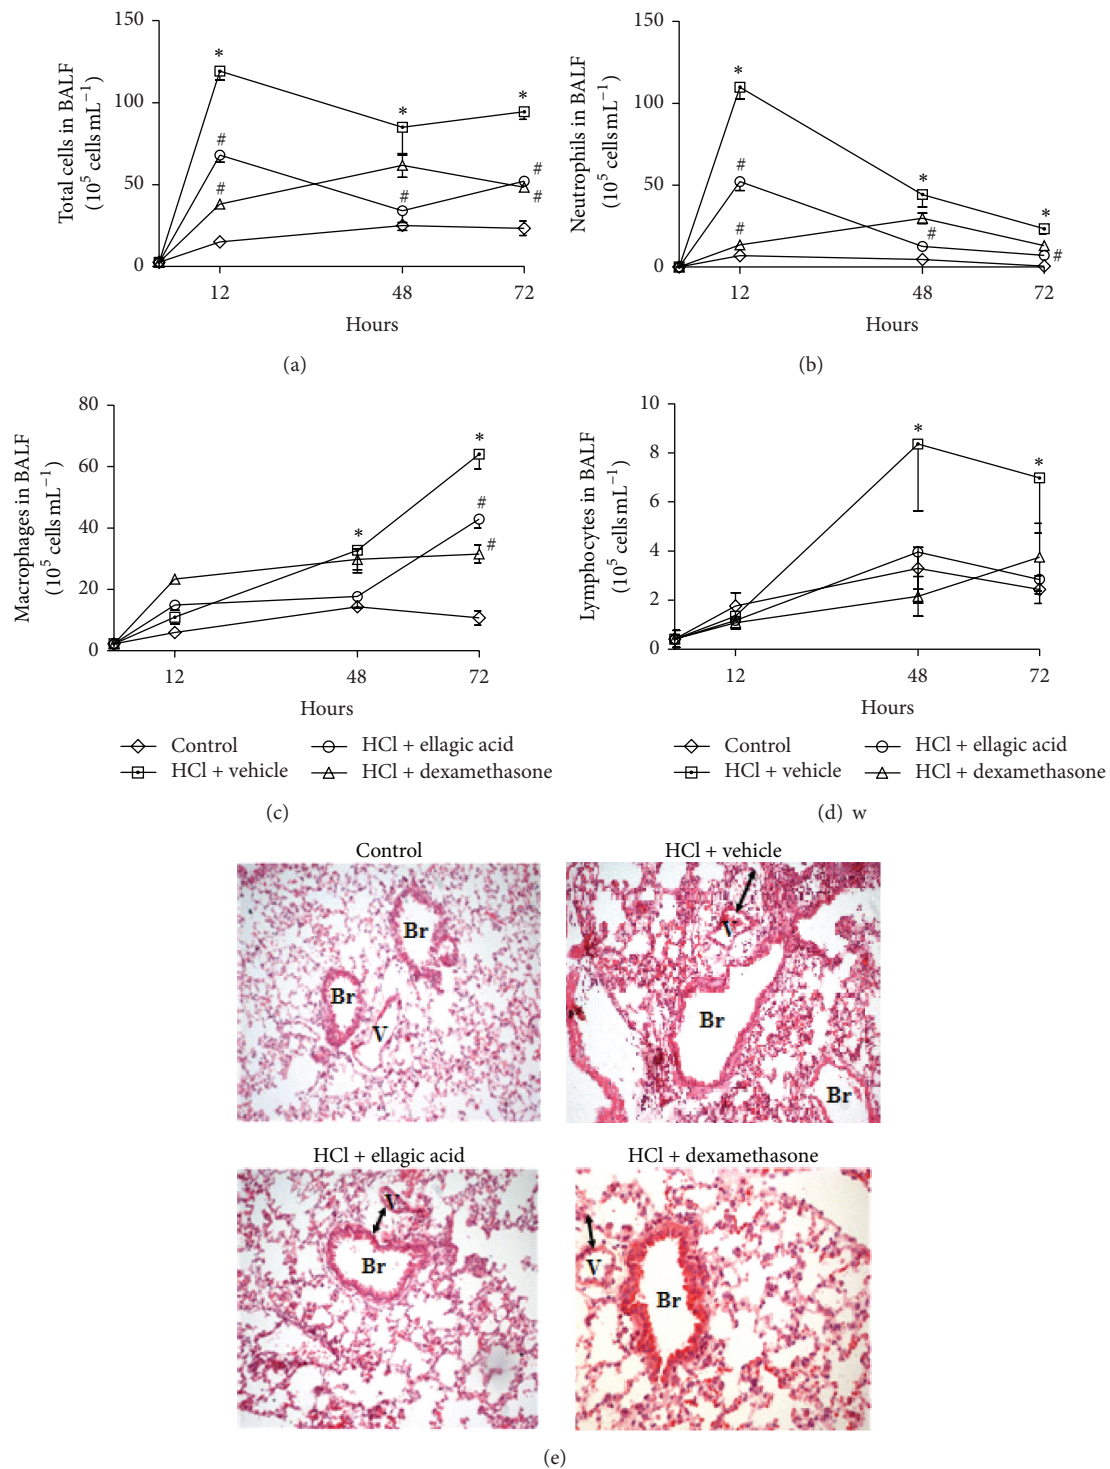 150
100
50
0
Total cells in BALF
(10⁵ cells mL⁻¹)
*
*
*
#
#
#
#
#
12
48
72
Hours
(a)
150
100
50
0
Neutrophils in BALF
(10⁵ cells mL⁻¹)
*
*
*
#
#
#
#
12
48
72
Hours
(b)
80
60
40
20
0
Macrophages in BALF
(10⁵ cells mL⁻¹)
*
*
#
#
12
48
72
Hours
Control
HCl + vehicle
HCl + ellagic acid
HCl + dexamethasone
(c)
10
8
6
4
2
0
Lymphocytes in BALF
(10⁵ cells mL⁻¹)
*
*
12
48
72
Hours
Control
HCl + vehicle
HCl + ellagic acid
HCl + dexamethasone
(d) w
Control
Br
Br
V
HCl + vehicle
V
Br
Br
HCl + ellagic acid
V
Br
HCl + dexamethasone
V
Br
(e)